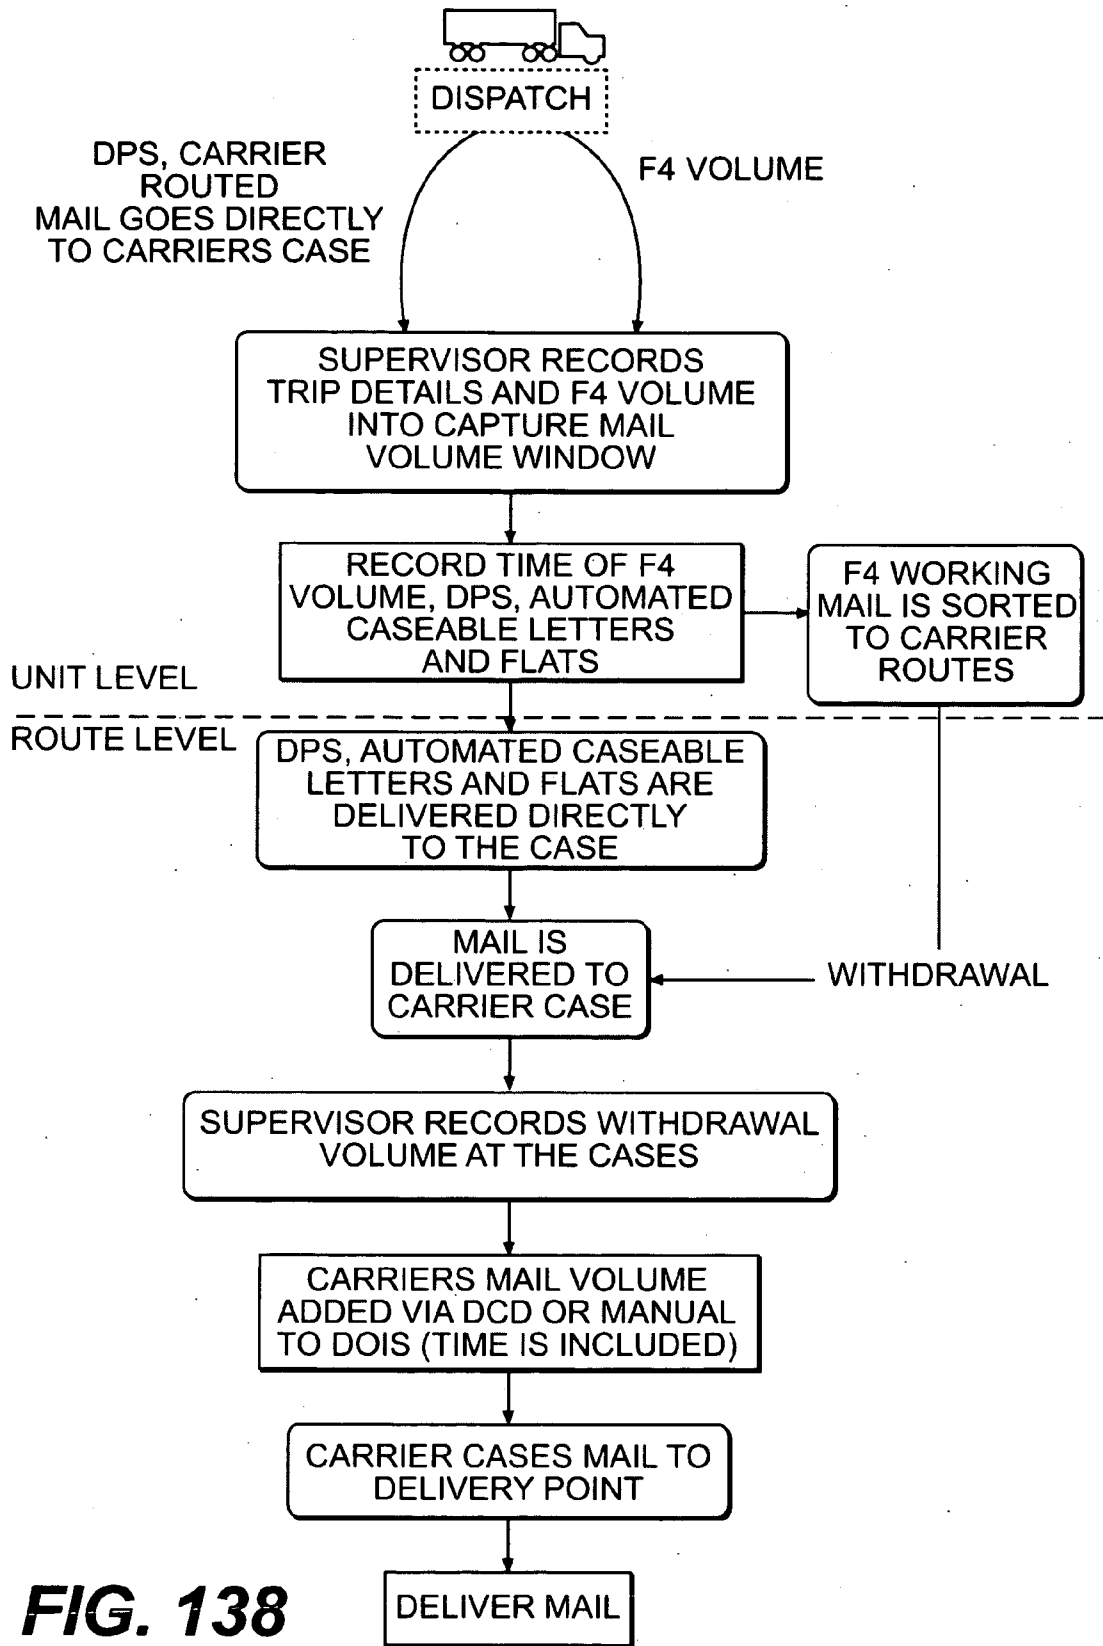 DISPATCH
DPS, CARRIER
ROUTED
MAIL GOES DIRECTLY
TO CARRIERS CASE
F4 VOLUME
SUPERVISOR RECORDS
TRIP DETAILS AND F4 VOLUME
INTO CAPTURE MAIL
VOLUME WINDOW
RECORD TIME OF F4
VOLUME, DPS, AUTOMATED
CASEABLE LETTERS
AND FLATS
F4 WORKING
MAIL IS SORTED
TO CARRIER
ROUTES
UNIT LEVEL
ROUTE LEVEL
DPS, AUTOMATED CASEABLE
LETTERS AND FLATS ARE
DELIVERED DIRECTLY
TO THE CASE
MAIL IS
DELIVERED TO
CARRIER CASE
WITHDRAWAL
SUPERVISOR RECORDS WITHDRAWAL
VOLUME AT THE CASES
CARRIERS MAIL VOLUME
ADDED VIA DCD OR MANUAL
TO DOIS (TIME IS INCLUDED)
CARRIER CASES MAIL TO
DELIVERY POINT
DELIVER MAIL
FIG. 138